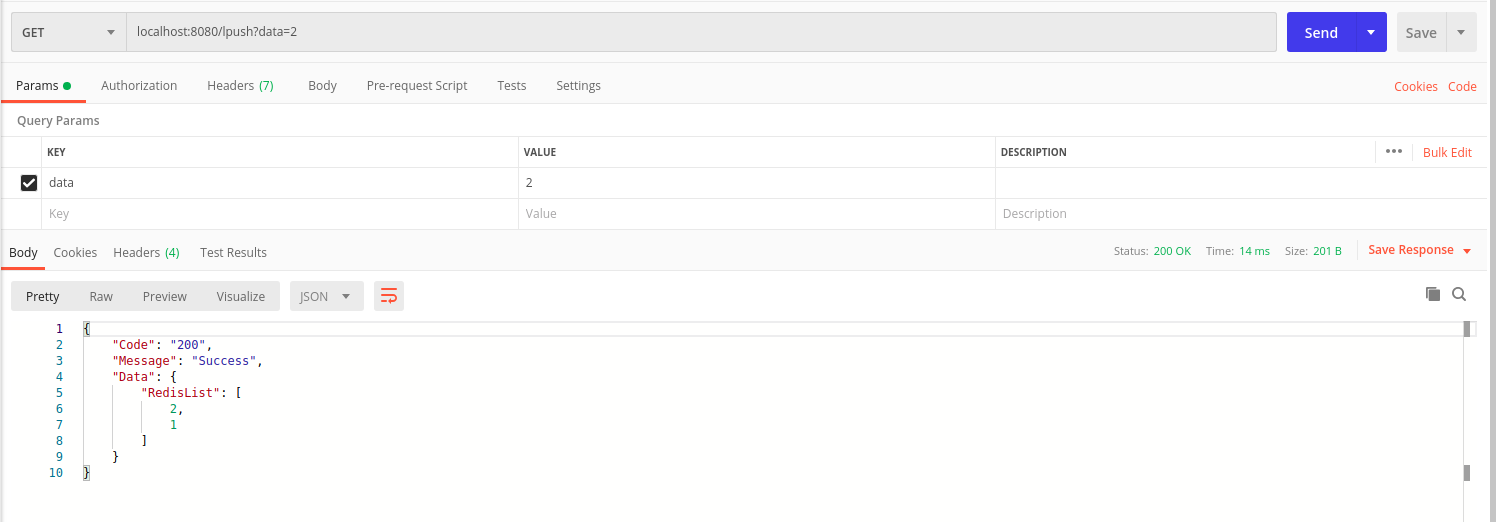 GET localhost:8080/lpush?data=2 Send Save
Params Authorization Headers (7) Body Pre-request Script Tests Settings Cookies Code
Query Params
KEY VALUE DESCRIPTION ••• Bulk Edit
data 2
Key Value Description
Body Cookies Headers (4) Test Results Status: 200 OK Time: 14 ms Size: 201 B Save Response
Pretty Raw Preview Visualize JSON
1 {
2 "Code": "200",
3 "Message": "Success",
4 "Data": {
5 "RedisList": [
6 2,
7 1
8 ]
9 }
10 }